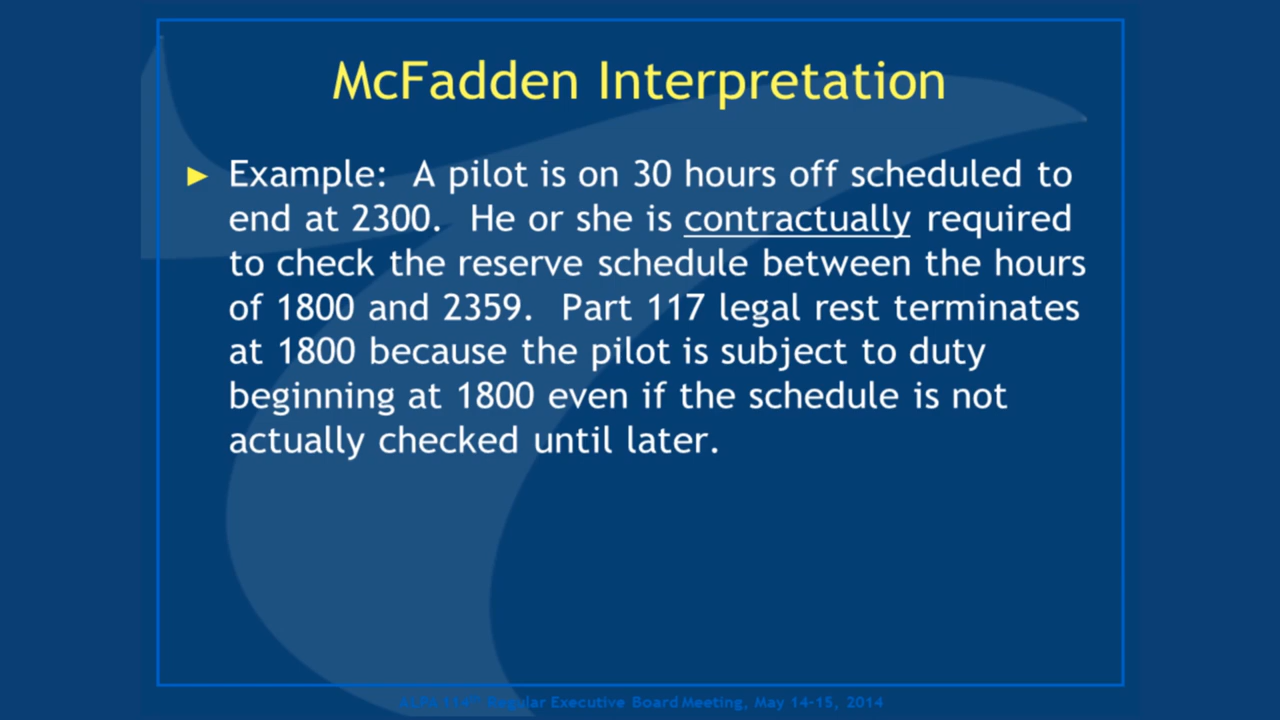 McFadden Interpretation
► Example: A pilot is on 30 hours off scheduled to
end at 2300. He or she is contractually required
to check the reserve schedule between the hours
of 1800 and 2359. Part 117 legal rest terminates
at 1800 because the pilot is subject to duty
beginning at 1800 even if the schedule is not
actually checked until later.
ALPA Regular Executive Board Meeting, May 14-15, 2014